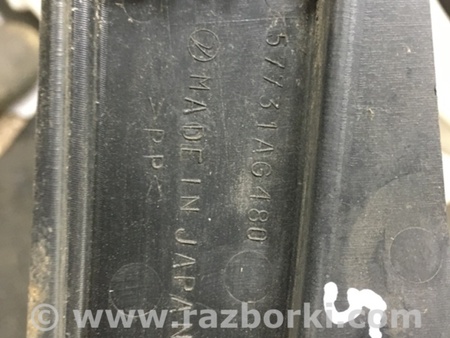 57731AG480
MADE IN JAPAN
>PP<
www.razborki.com